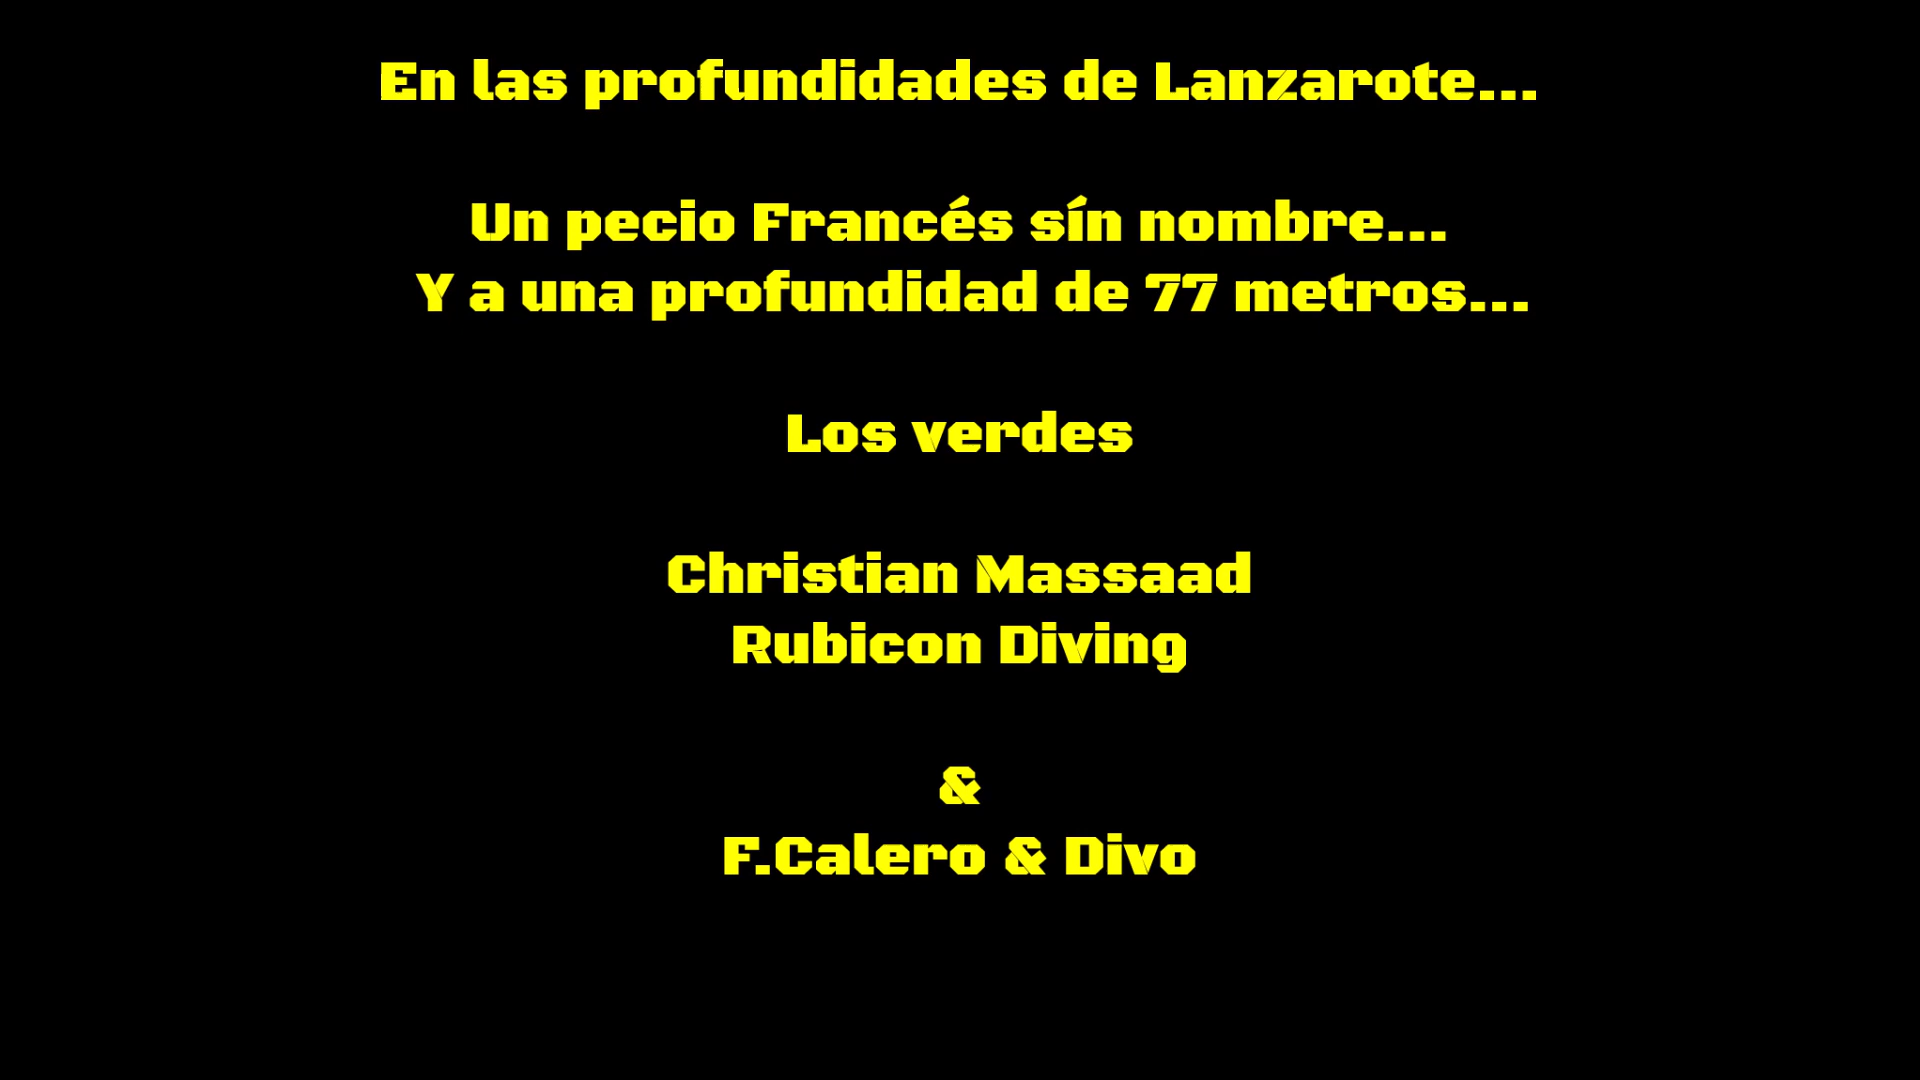 En las profundidades de Lanzarote...
Un pecio Francés sín nombre...
Y a una profundidad de 77 metros...
Los verdes
Christian Massaad
Rubicon Diving
&
F.Calero & Divo